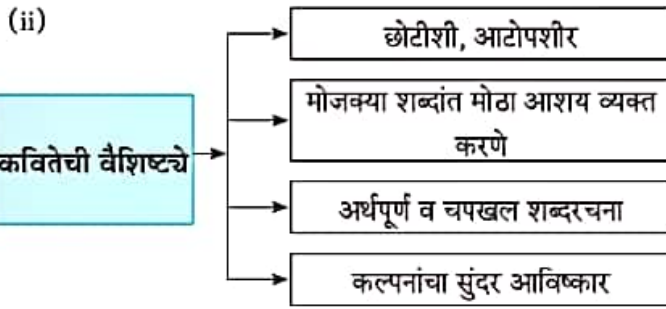 (ii)
कवितेची वैशिष्ट्ये
छोटीशी, आटोपशीर
मोजक्या शब्दांत मोठा आशय व्यक्त
करणे
अर्थपूर्ण व चपखल शब्दरचना
कल्पनांचा सुंदर आविष्कार